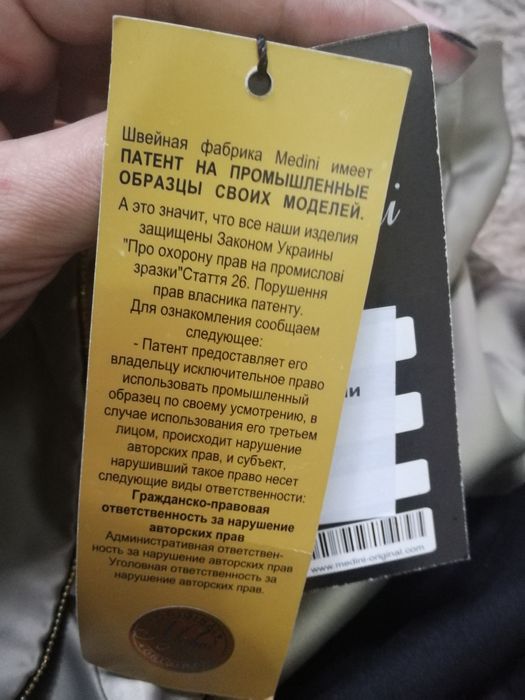 Швейная фабрика Medini имеет
ПАТЕНТ НА ПРОМЫШЛЕННЫЕ
ОБРАЗЦЫ СВОИХ МОДЕЛЕЙ.
А это значит, что все наши изделия
защищены Законом Украины
"Про охорону прав на промислові
зразки"Стаття 26. Порушення
прав власника патенту.
Для ознакомления сообщаем
следующее:
- Патент предоставляет его
владельцу исключительное право
использовать промышленный
образец по своему усмотрению, в
случае использования его третьем
лицом, происходит нарушение
авторских прав, и субъект,
нарушивший такое право несет
следующие виды ответственности:
Гражданско-правовая
ответственность за нарушение
авторских прав
Административная ответствен-
ность за нарушение авторских прав
Уголовная ответственность за
нарушение авторских прав.
www.medini-original.com